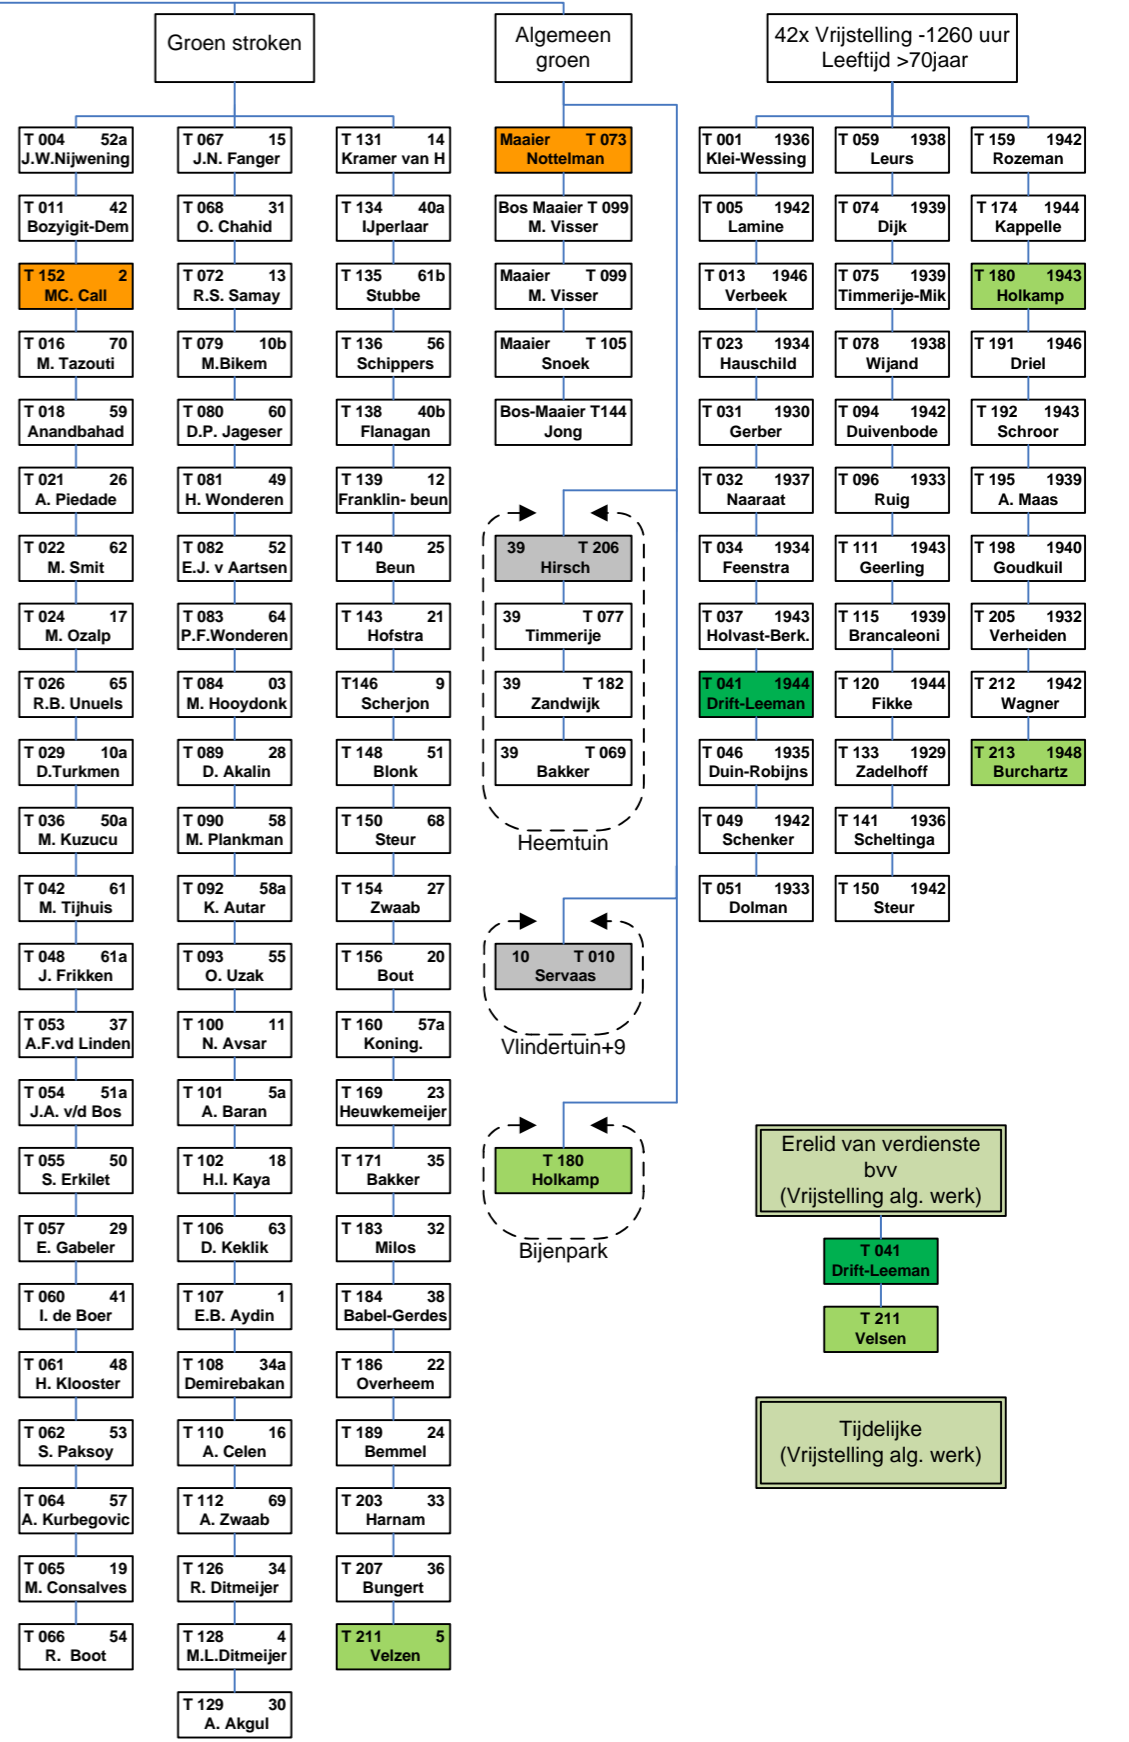 Groen stroken
T 004 52a
J.W.Nijwening
T 011 42
Bozyigit-Dem
T 152 2
MC. Call
T 016 70
M. Tazouti
T 018 59
Anandbahad
T 021 26
A. Piedade
T 022 62
M. Smit
T 024 17
M. Ozalp
T 026 65
R.B. Unuels
T 029 10a
D.Turkmen
T 036 50a
M. Kuzucu
T 042 61
M. Tijhuis
T 048 61a
J. Frikken
T 053 37
A.F.vd Linden
T 054 51a
J.A. v/d Bos
T 055 50
S. Erkilet
T 057 29
E. Gabeler
T 060 41
I. de Boer
T 061 48
H. Klooster
T 062 53
S. Paksoy
T 064 57
A. Kurbegovic
T 065 19
M. Consalves
T 066 54
R. Boot
T 067 15
J.N. Fanger
T 068 31
O. Chahid
T 072 13
R.S. Samay
T 079 10b
M.Bikem
T 080 60
D.P. Jageser
T 081 49
H. Wonderen
T 082 52
E.J. v Aartsen
T 083 64
P.F.Wonderen
T 084 03
M. Hooydonk
T 089 28
D. Akalin
T 090 58
M. Plankman
T 092 58a
K. Autar
T 093 55
O. Uzak
T 100 11
N. Avsar
T 101 5a
A. Baran
T 102 18
H.I. Kaya
T 106 63
D. Keklik
T 107 1
E.B. Aydin
T 108 34a
Demirebakan
T 110 16
A. Celen
T 112 69
A. Zwaab
T 126 34
R. Ditmeijer
T 128 4
M.L.Ditmeijer
T 129 30
A. Akgul
T 131 14
Kramer van H
T 134 40a
IJperlaar
T 135 61b
Stubbe
T 136 56
Schippers
T 138 40b
Flanagan
T 139 12
Franklin- beun
T 140 25
Beun
T 143 21
Hofstra
T146 9
Scherjon
T 148 51
Blonk
T 150 68
Steur
T 154 27
Zwaab
T 156 20
Bout
T 160 57a
Koning.
T 169 23
Heuwkemeijer
T 171 35
Bakker
T 183 32
Milos
T 184 38
Babel-Gerdes
T 186 22
Overheem
T 189 24
Bemmel
T 203 33
Harnam
T 207 36
Bungert
T 211 5
Velzen
Algemeen
groen
Maaier T 073
Nottelman
Bos Maaier T 099
M. Visser
Maaier T 099
M. Visser
Maaier T 105
Snoek
Bos-Maaier T144
Jong
39 T 206
Hirsch
39 T 077
Timmerije
39 T 182
Zandwijk
39 T 069
Bakker
Heemtuin
10 T 010
Servaas
Vlindertuin+9
T 180
Holkamp
Bijenpark
42x Vrijstelling -1260 uur
Leeftijd >70jaar
T 001 1936
Klei-Wessing
T 005 1942
Lamine
T 013 1946
Verbeek
T 023 1934
Hauschild
T 031 1930
Gerber
T 032 1937
Naaraat
T 034 1934
Feenstra
T 037 1943
Holvast-Berk.
T 041 1944
Drift-Leeman
T 046 1935
Duin-Robijns
T 049 1942
Schenker
T 051 1933
Dolman
T 059 1938
Leurs
T 074 1939
Dijk
T 075 1939
Timmerije-Mik
T 078 1938
Wijand
T 094 1942
Duivenbode
T 096 1933
Ruig
T 111 1943
Geerling
T 115 1939
Brancaleoni
T 120 1944
Fikke
T 133 1929
Zadelhoff
T 141 1936
Scheltinga
T 150 1942
Steur
T 159 1942
Rozeman
T 174 1944
Kappelle
T 180 1943
Holkamp
T 191 1946
Driel
T 192 1943
Schroor
T 195 1939
A. Maas
T 198 1940
Goudkuil
T 205 1932
Verheiden
T 212 1942
Wagner
T 213 1948
Burchartz
Erelid van verdienste
bvv
(Vrijstelling alg. werk)
T 041
Drift-Leeman
T 211
Velsen
Tijdelijke
(Vrijstelling alg. werk)